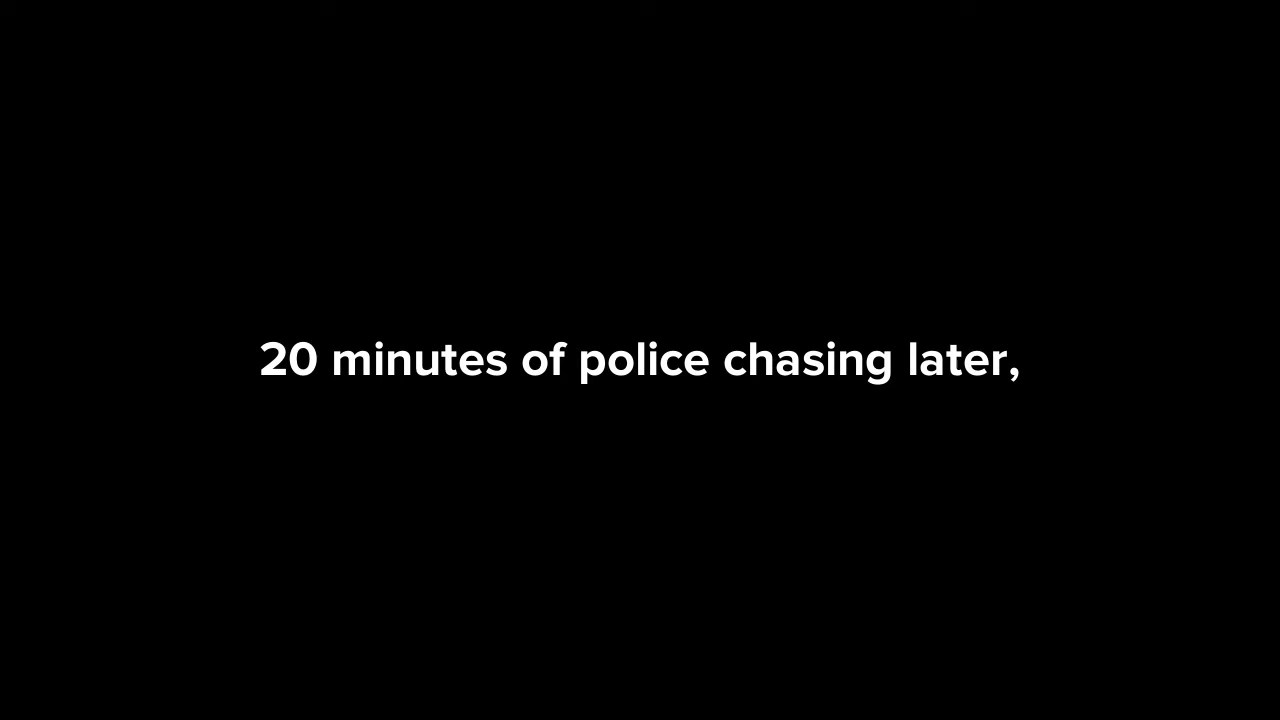 20 minutes of police chasing later,